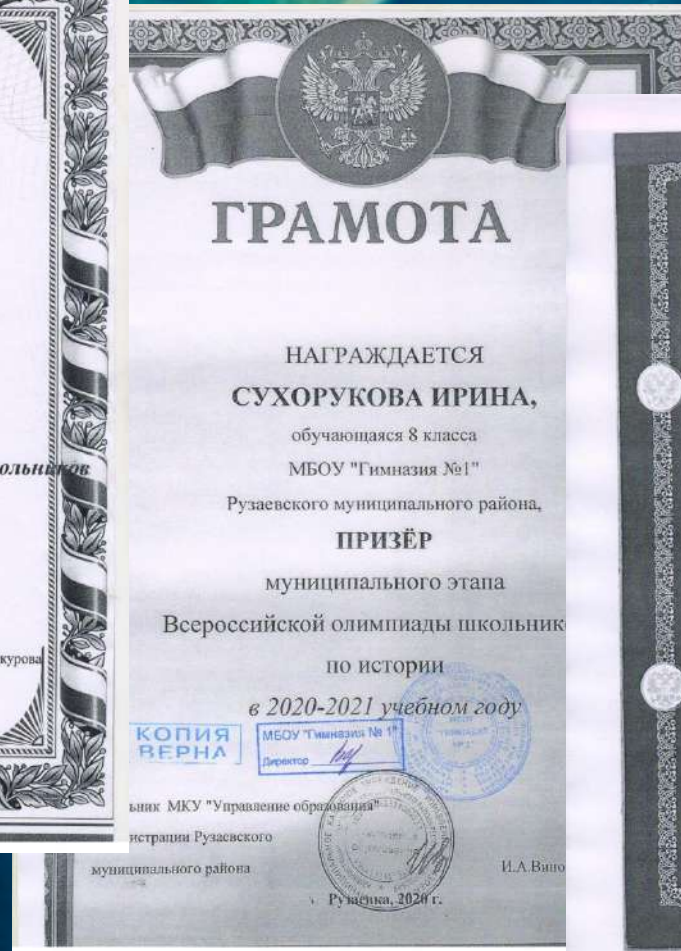 ольников
курова
ГРАМОТА
НАГРАЖДАЕТСЯ
СУХОРУКОВА ИРИНА,
обучающаяся 8 класса
МБОУ "Гимназия №1"
Рузаевского муниципального района,
ПРИЗЁР
муниципального этапа
Всероссийской олимпиады школьник
по истории
в 2020-2021 учебном году
КОПИЯ
ВЕРНА
МБОУ "Гимназия № 1"
Директор
ьник МКУ "Управление образования"
истрации Рузаевского
муниципального района
И.А.Вино
Рузаевка, 2020 г.